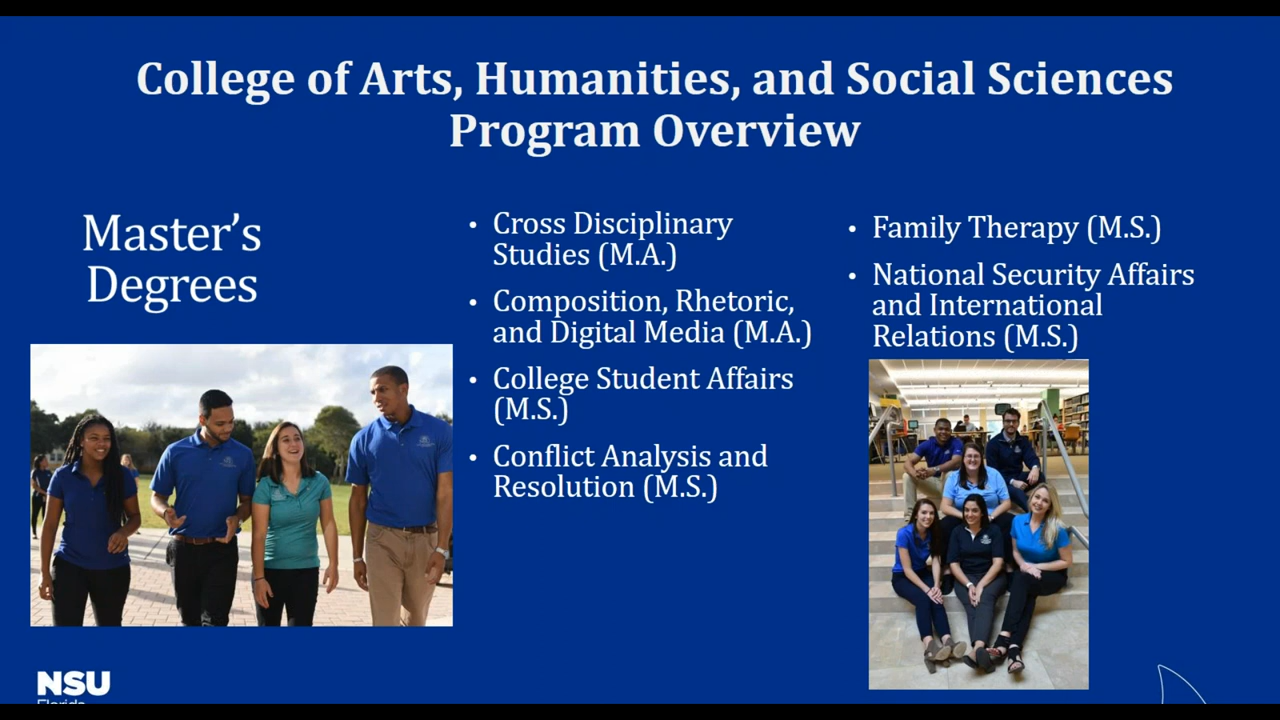 College of Arts, Humanities, and Social Sciences
Program Overview
Master’s
Degrees
• Cross Disciplinary
Studies (M.A.)
• Composition, Rhetoric,
and Digital Media (M.A.)
• College Student Affairs
(M.S.)
• Conflict Analysis and
Resolution (M.S.)
• Family Therapy (M.S.)
• National Security Affairs
and International
Relations (M.S.)
NSU
Florida